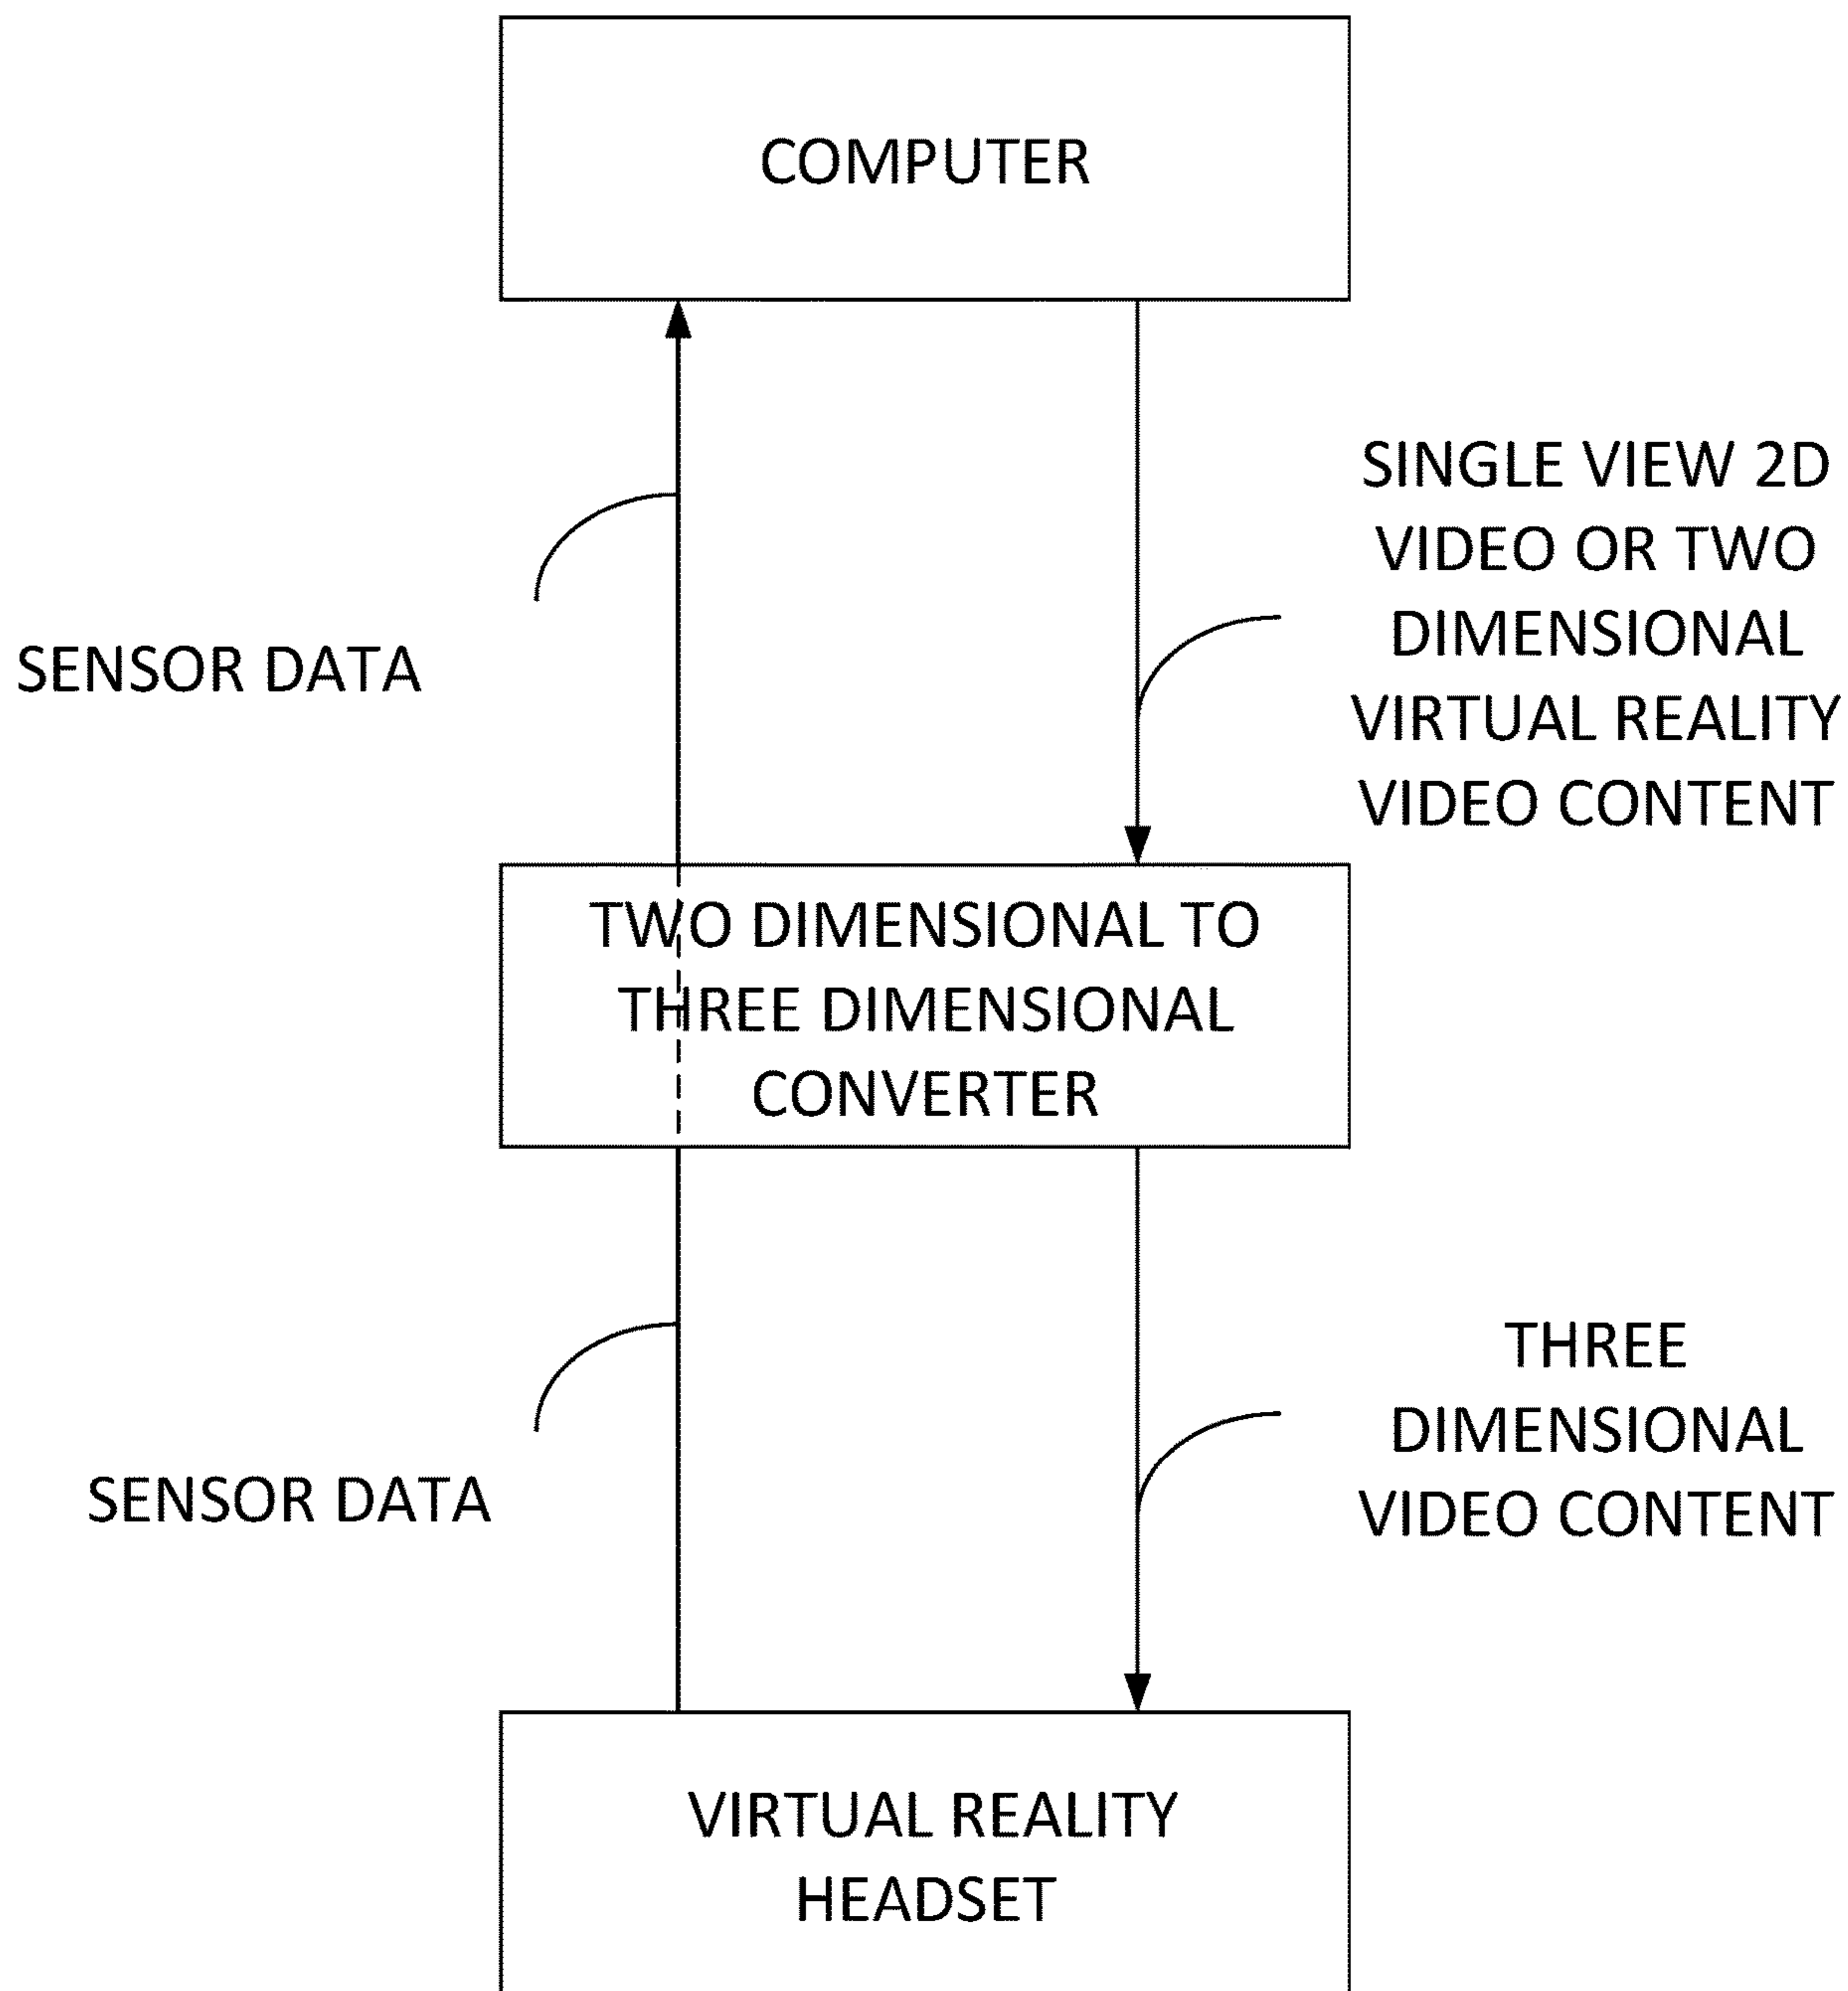 COMPUTER
SENSOR DATA
SINGLE VIEW 2D
VIDEO OR TWO
DIMENSIONAL
VIRTUAL REALITY
VIDEO CONTENT
TWO DIMENSIONAL TO
THREE DIMENSIONAL
CONVERTER
SENSOR DATA
THREE
DIMENSIONAL
VIDEO CONTENT
VIRTUAL REALITY
HEADSET